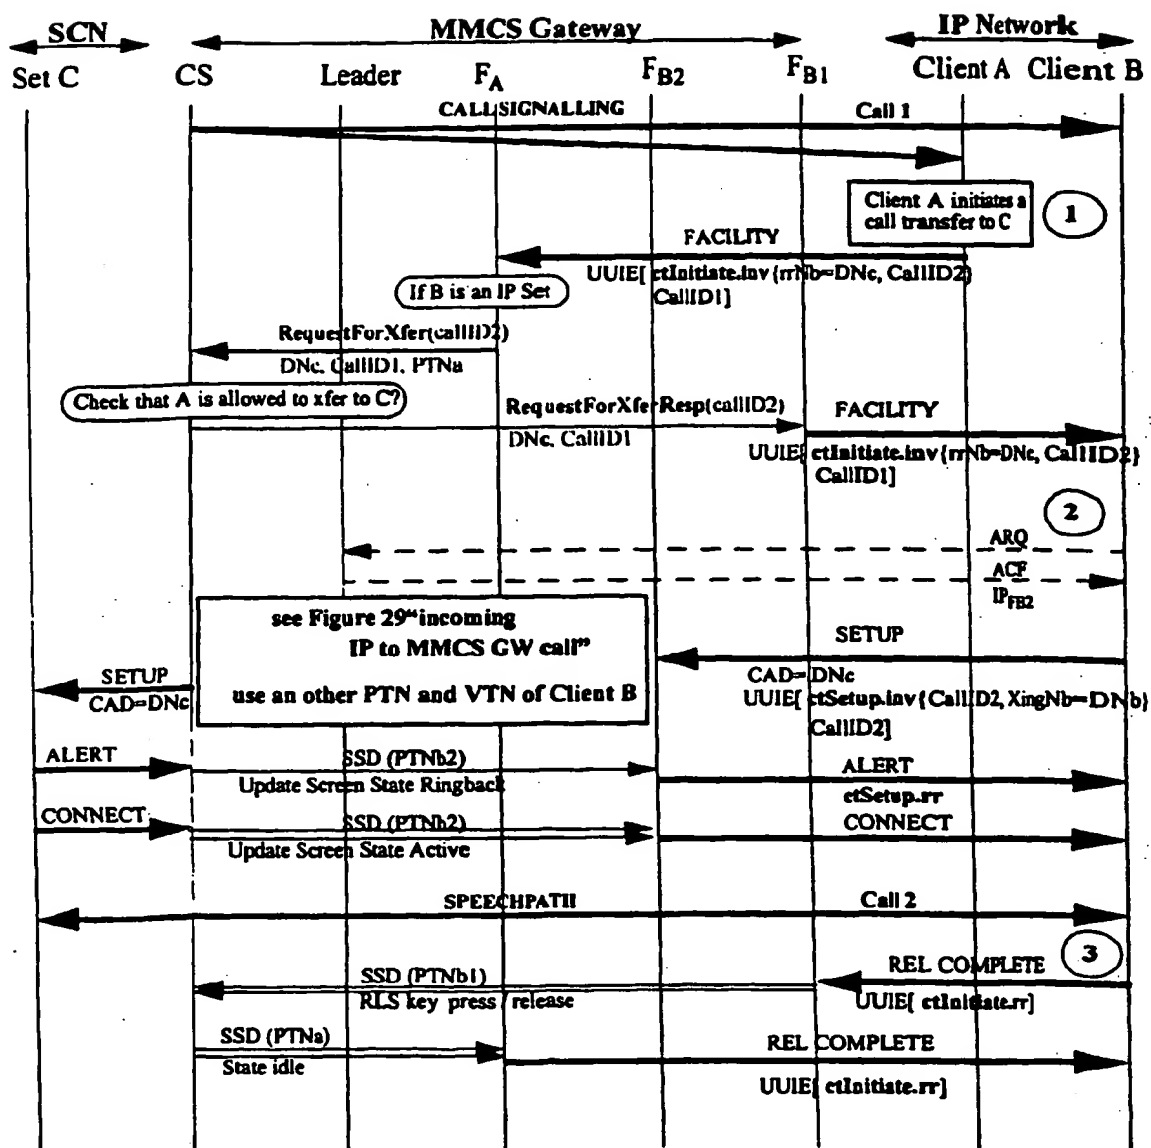 SCN MMCS Gateway IP Network
Set C CS Leader FA FB2 FB1 Client A Client B
CALL SIGNALLING Call 1
Client A initiates a
call transfer to C
1
FACILITY
UUIE[ ctInitiate.inv{rrNb=DNc, CallID2}
CallID1]
If B is an IP Set
RequestForXfer(callID2)
DNc, CallID1, PTNa
Check that A is allowed to xfer to C?
RequestForXferResp(callID2)
DNc, CallID1
FACILITY
UUIE[ ctInitiate.inv{rrNb=DNc, CallID2}
CallID1]
2
ARQ
ACF
IPFB2
see Figure 29"incoming
IP to MMCS GW call"
use an other PTN and VTN of Client B
SETUP
CAD=DNc
UUIE[ ctSetup.inv{CallID2, XingNb=DNb}
CallID2]
SETUP
CAD=DNc
ALERT
SSD (PTNb2)
Update Screen State Ringback
ALERT
ctSetup.rr
CONNECT
SSD (PTNb2)
Update Screen State Active
CONNECT
SPEECHPATH Call 2
3
REL COMPLETE
UUIE[ ctInitiate.rr]
SSD (PTNb1)
RLS key press / release
SSD (PTNa)
State idle
REL COMPLETE
UUIE[ ctInitiate.rr]